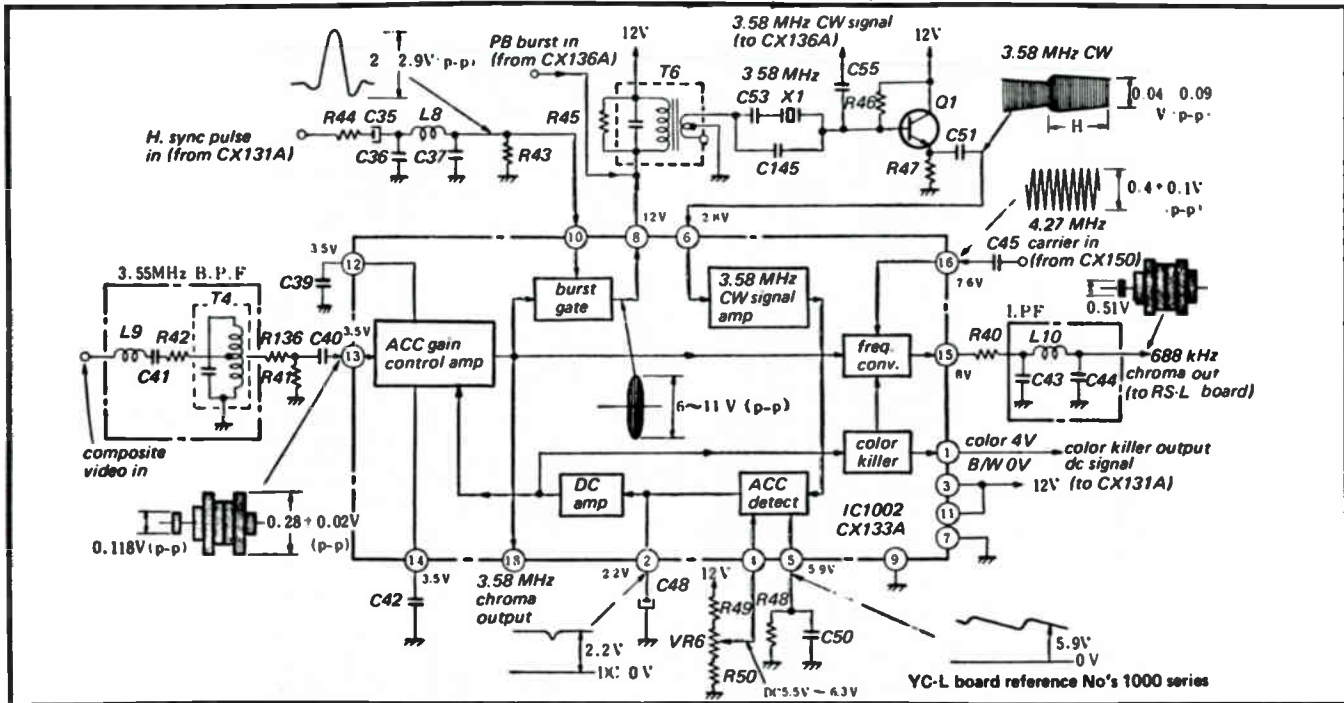 2 2.9V p-p
PB burst in
(from CX136A)
12V
T6
3.58 MHz CW signal
(to CX136A)
12V
3.58 MHz CW
0.04 0.09
V p-p
H
3.58 MHz
C53 X1
C55
R46
Q1
C51
R47
C145
R45
R44
C35
L8
H. sync pulse
in (from CX131A)
C36
C37
R43
0.4 + 0.1V
p-p
4.27 MHz
carrier in
(from CX150)
C45
12V
10
8
6
16
7.6V
3.5V
12
C39
3.55MHz B.P.F
T4
L9
R42
C41
R136
C40
R41
3.5V
13
ACC gain
control amp
burst
gate
3.58 MHz
CW signal
amp
freq.
conv.
15
8V
R40
LPF
L10
C43
C44
0.51V
688 kHz
chroma out
(to RS-L board)
6~11 V (p-p)
composite
video in
color
killer
1
color 4V
B/W 0V
color killer output
dc signal
(to CX131A)
3
12V
11
7
DC
amp
ACC
detect
IC1002
CX133A
0.28 + 0.02V
(p-p)
0.118V (p-p)
14
3.5V
C42
18
3.58 MHz
chroma
output
2
2.2V
C48
2.2V
DC 0V
4
12V
R49
VR6
R50
DC5.5V ~ 6.3V
5
5.9V
R48
C50
9
5.9V
0V
YC-L board reference No's 1000 series